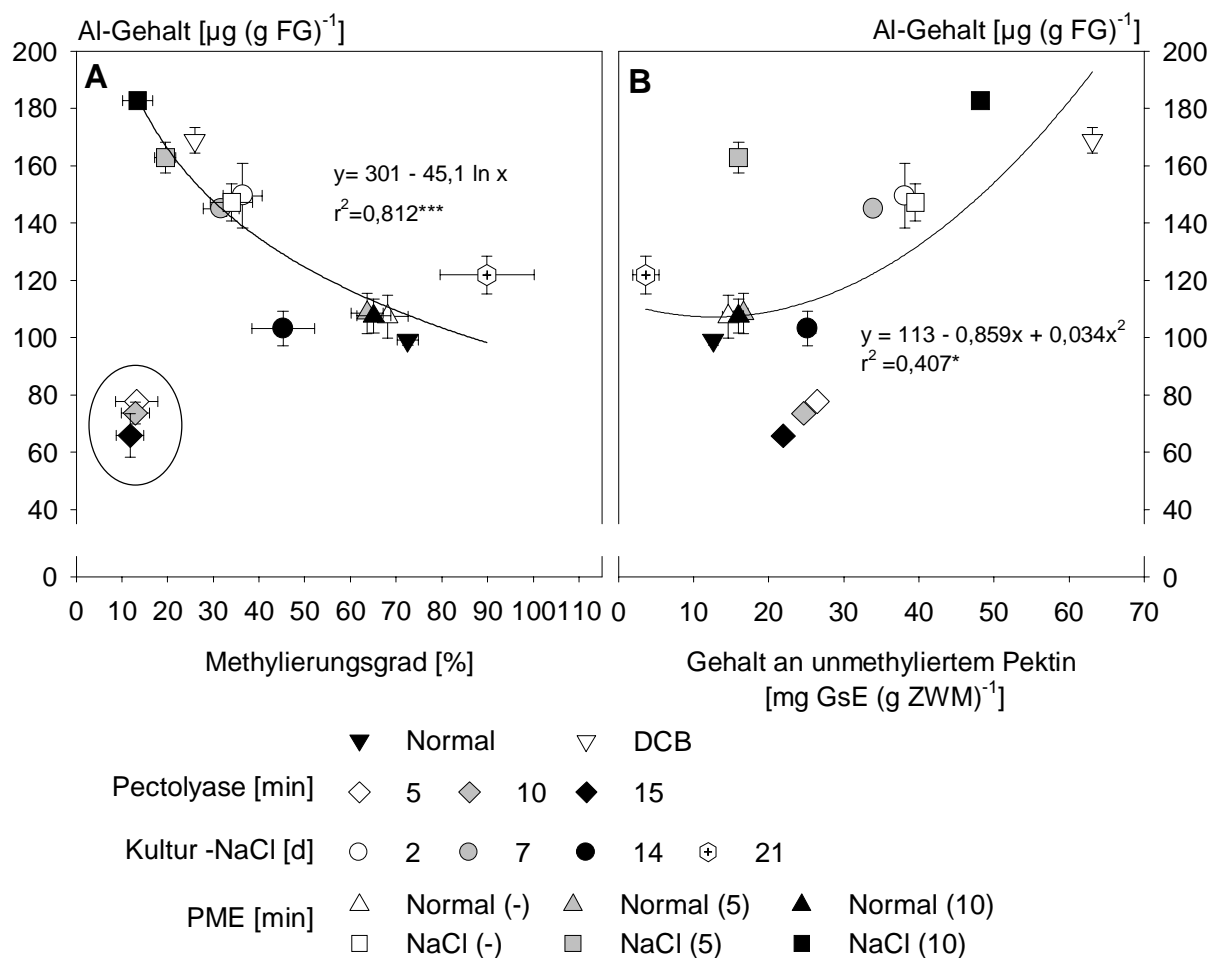 Al-Gehalt [µg (g FG)⁻¹] Al-Gehalt [µg (g FG)⁻¹]
200 A B 200
180 180
160 160
140 140
120 120
100 100
80 80
60 60
40 40
0 0
y= 301 - 45,1 ln x
r²=0,812***
y = 113 - 0,859x + 0,034x²
r² =0,407*
0 10 20 30 40 50 60 70 80 90 100 110 0 10 20 30 40 50 60 70
Methylierungsgrad [%] Gehalt an unmethyliertem Pektin
[mg GsE (g ZWM)⁻¹]
Normal DCB
Pectolyase [min] 5 10 15
Kultur -NaCl [d] 2 7 14 21
PME [min] Normal (-) Normal (5) Normal (10)
NaCl (-) NaCl (5) NaCl (10)